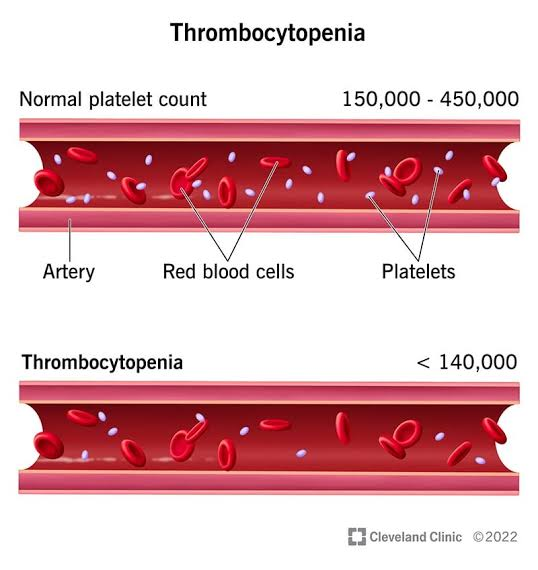 Thrombocytopenia
Normal platelet count 150,000 - 450,000
Artery Red blood cells Platelets
Thrombocytopenia < 140,000
Cleveland Clinic ©2022